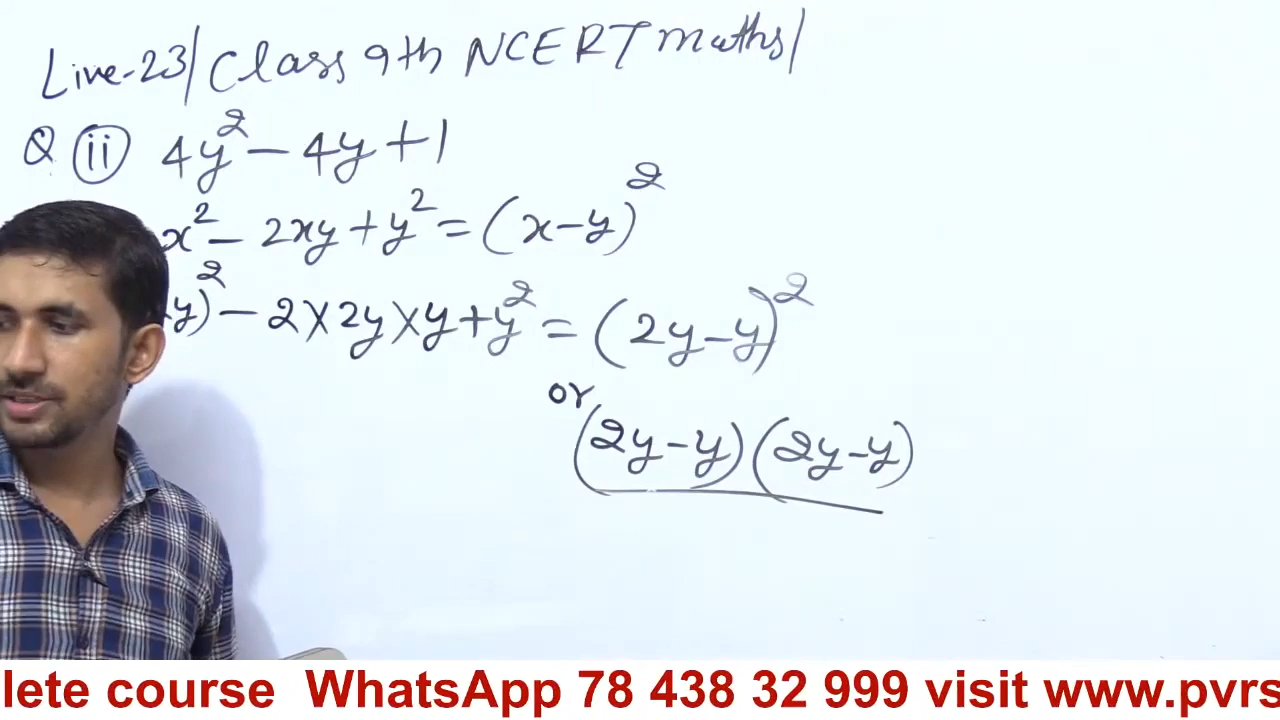 Live-23/Class 9th NCERT maths/
Q (ii) 4y² - 4y + 1
x² - 2xy + y² = (x-y)²
y)² - 2×2y×y + y² = (2y-y)²
or
(2y-y)(2y-y)
lete course WhatsApp 78 438 32 999 visit www.pvrs